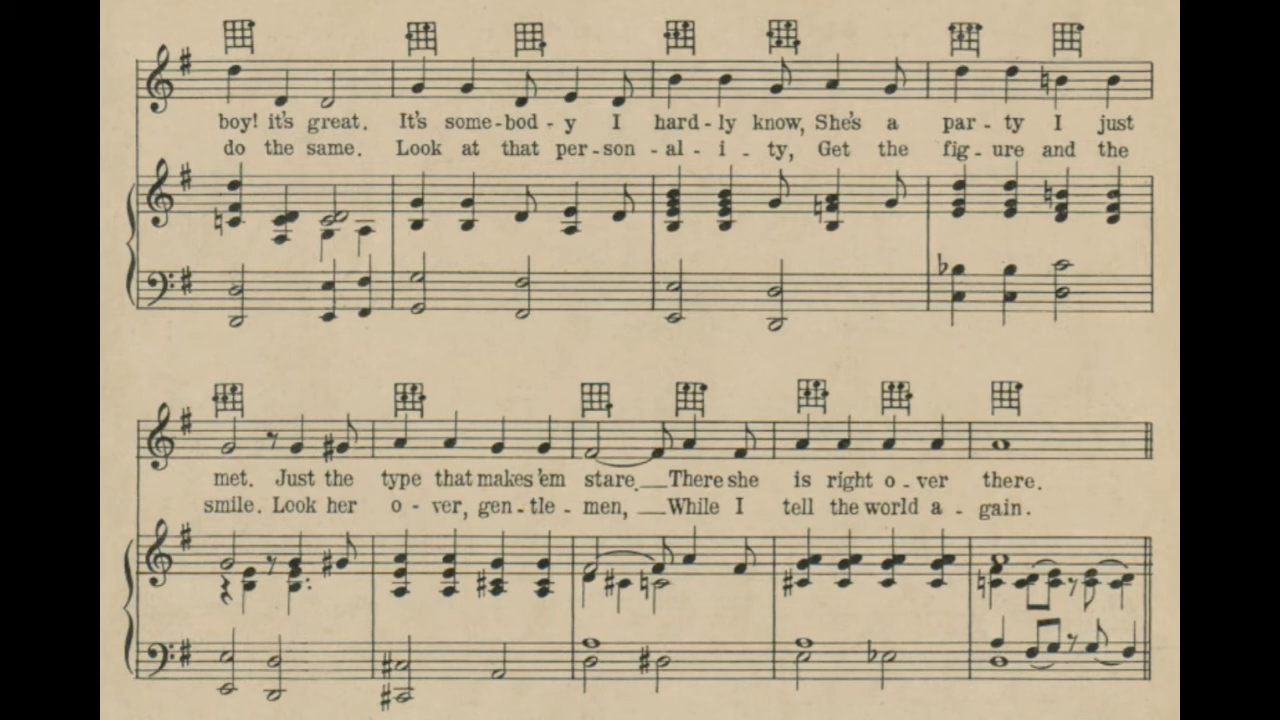 boy! it's great. It's some-bod-y I hard-ly know, She's a par-ty I just
do the same. Look at that per-son-al-i-ty, Get the fig-ure and the
met. Just the type that makes 'em stare. There she is right o-ver there.
smile. Look her o-ver, gen-tle-men, While I tell the world a-gain.